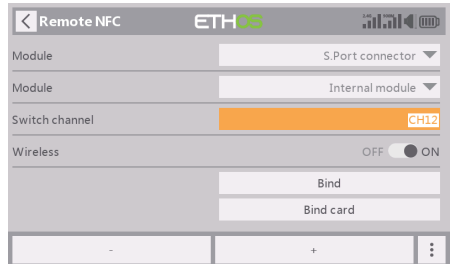 Remote NFC ETHOS
Module S.Port connector
Module Internal module
Switch channel CH12
Wireless OFF ON
Bind
Bind card
- +